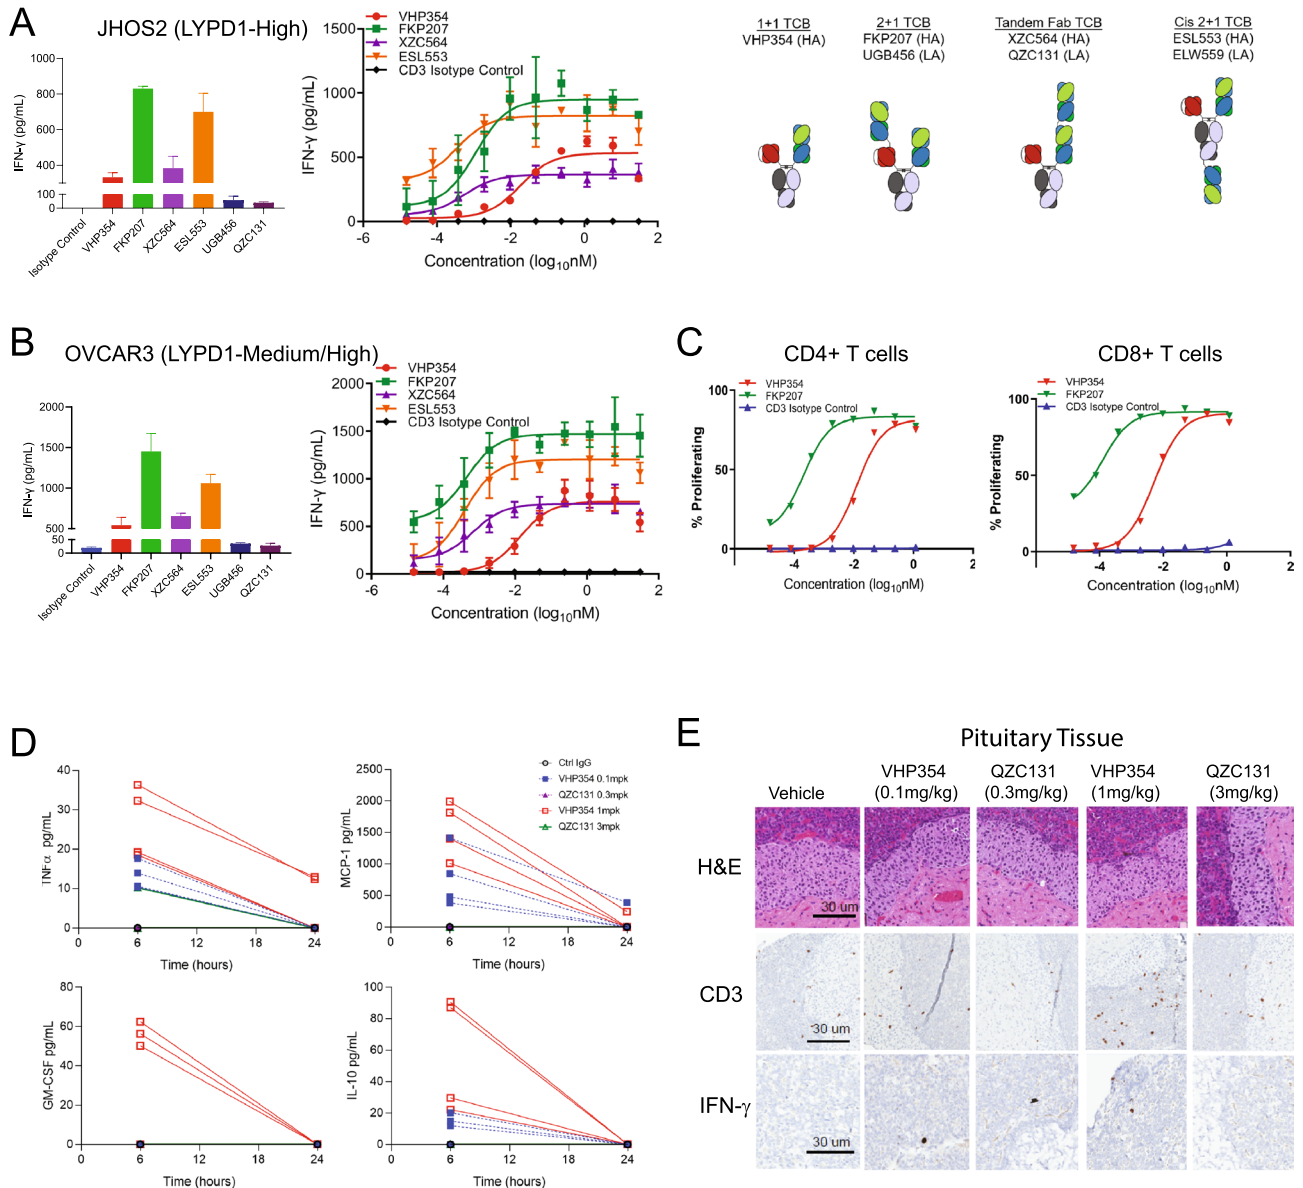 A
JHOS2 (LYPD1-High)
IFN-γ (pg/mL)
1000
800
600
400
100
0
Isotype Control
VHP354
FKP207
XZC564
ESL553
UGB456
QZC131
VHP354
FKP207
XZC564
ESL553
CD3 Isotype Control
IFN-γ (pg/mL)
1500
1000
500
0
-6 -4 -2 0 2
Concentration (log10nM)
1+1 TCB
VHP354 (HA)
2+1 TCB
FKP207 (HA)
UGB456 (LA)
Tandem Fab TCB
XZC564 (HA)
QZC131 (LA)
Cis 2+1 TCB
ESL553 (HA)
ELW559 (LA)
B
OVCAR3 (LYPD1-Medium/High)
IFN-γ (pg/mL)
2000
1500
1000
500
50
0
Isotype Control
VHP354
FKP207
XZC564
ESL553
UGB456
QZC131
VHP354
FKP207
XZC564
ESL553
CD3 Isotype Control
IFN-γ (pg/mL)
2000
1500
1000
500
0
-6 -4 -2 0 2
Concentration (log10nM)
C
CD4+ T cells
VHP354
FKP207
CD3 Isotype Control
% Proliferating
100
50
0
-4 -2 0
Concentration (log10nM)
CD8+ T cells
VHP354
FKP207
CD3 Isotype Control
% Proliferating
100
50
0
-4 -2 0
Concentration (log10nM)
D
TNFα pg/mL
40
30
20
10
0
0 6 12 18 24
Time (hours)
MCP-1 pg/mL
2500
2000
1500
1000
500
0
0 6 12 18 24
Time (hours)
Ctrl IgG
VHP354 0.1mpk
QZC131 0.3mpk
VHP354 1mpk
QZC131 3mpk
GM-CSF pg/mL
80
60
40
20
0
0 6 12 18 24
Time (hours)
IL-10 pg/mL
100
80
60
40
20
0
0 6 12 18 24
Time (hours)
E
Pituitary Tissue
Vehicle
VHP354
(0.1mg/kg)
QZC131
(0.3mg/kg)
VHP354
(1mg/kg)
QZC131
(3mg/kg)
H&E
30 um
CD3
30 um
IFN-γ
30 um